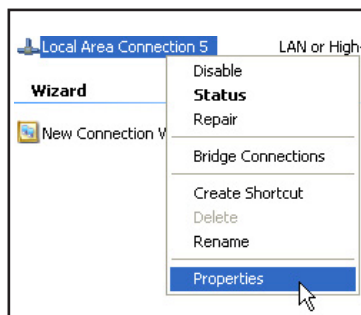 Local Area Connection 5 LAN or High-
Disable
Wizard
Status
Repair
New Connection W
Bridge Connections
Create Shortcut
Delete
Rename
Properties